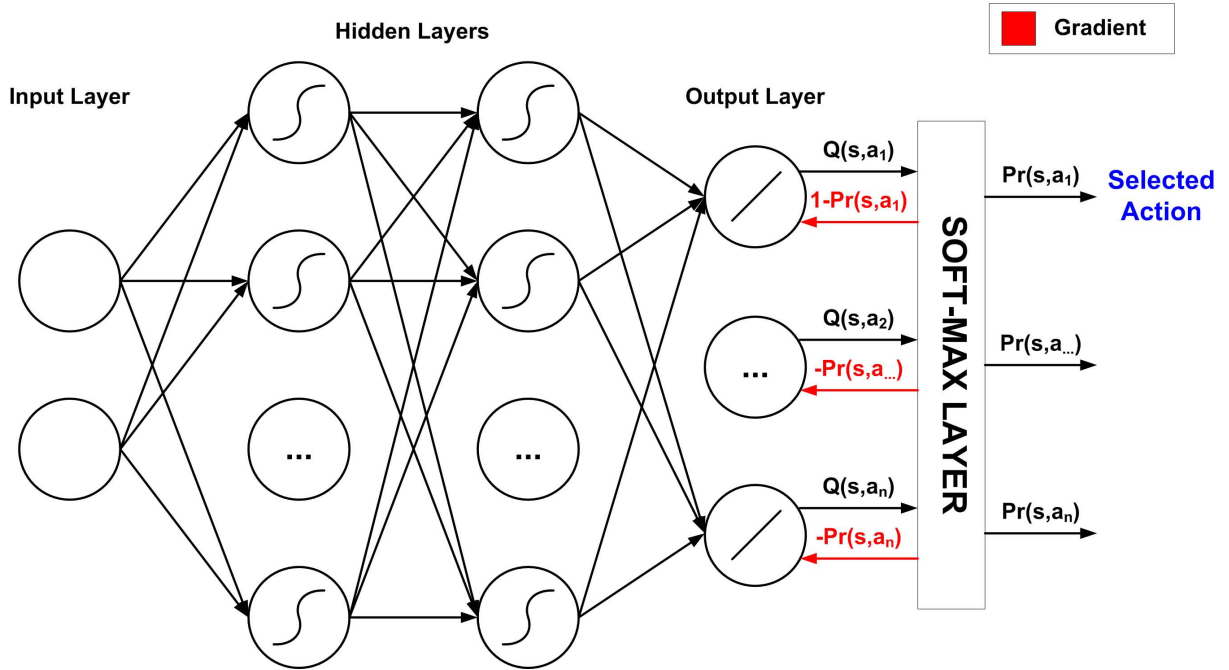 Hidden Layers
Gradient
Input Layer
Output Layer
Q(s,a₁)
1-Pr(s,a₁)
Pr(s,a₁)
Selected
Action
Q(s,a₂)
-Pr(s,a...)
Pr(s,a...)
...
...
...
Q(s,aₙ)
-Pr(s,aₙ)
Pr(s,aₙ)
SOFT-MAX LAYER